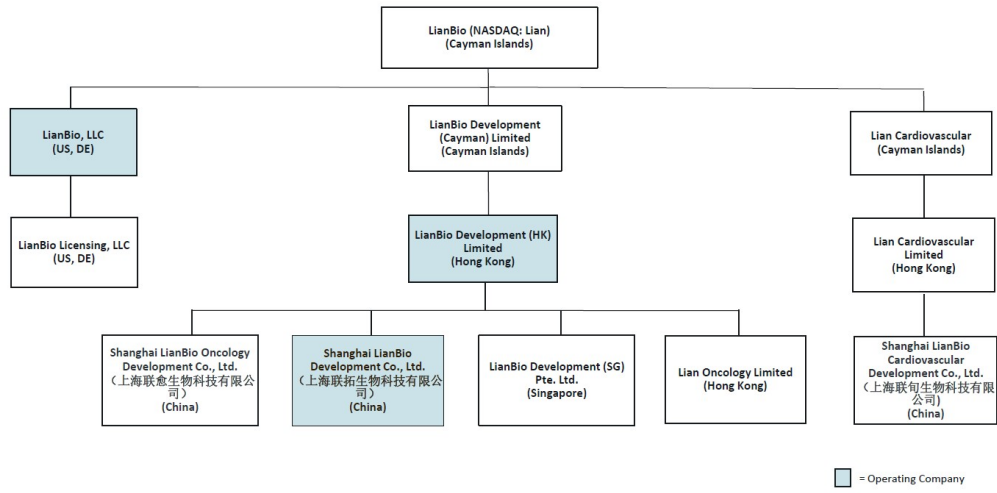 LianBio (NASDAQ: Lian)
(Cayman Islands)
LianBio, LLC
(US, DE)
LianBio Development
(Cayman) Limited
(Cayman Islands)
Lian Cardiovascular
(Cayman Islands)
LianBio Licensing, LLC
(US, DE)
LianBio Development (HK)
Limited
(Hong Kong)
Lian Cardiovascular
Limited
(Hong Kong)
Shanghai LianBio Oncology
Development Co., Ltd.
（上海联愈生物科技有限公
司）
(China)
Shanghai LianBio
Development Co., Ltd.
（上海联拓生物科技有限公
司）
(China)
LianBio Development (SG)
Pte. Ltd.
(Singapore)
Lian Oncology Limited
(Hong Kong)
Shanghai LianBio
Cardiovascular
Development Co., Ltd.
（上海联旬生物科技有限
公司)
(China)
= Operating Company